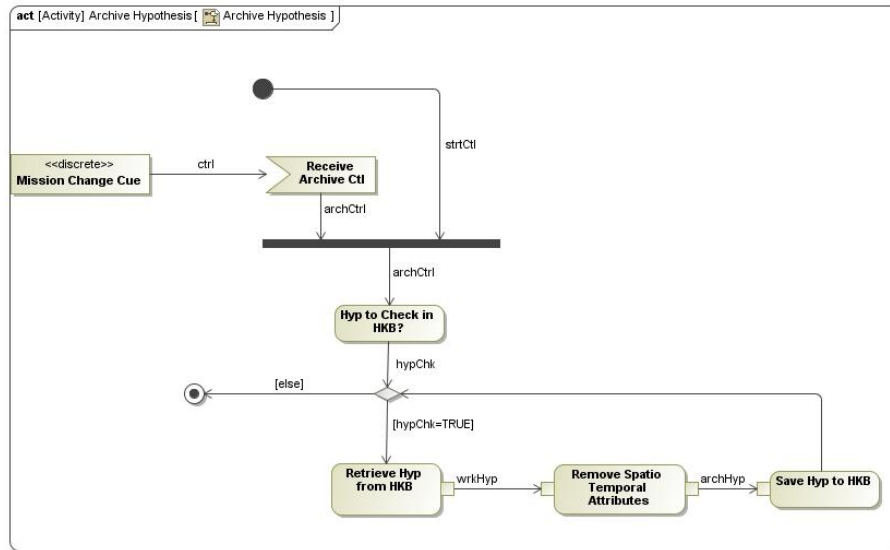 act [Activity] Archive Hypothesis [ Archive Hypothesis ]
strtCtl
<<discrete>>
Mission Change Cue
ctrl
Receive
Archive Ctl
archCtrl
archCtrl
Hyp to Check in
HKB?
hypChk
[else]
[hypChk=TRUE]
Retrieve Hyp
from HKB
wrkHyp
Remove Spatio
Temporal
Attributes
archHyp
Save Hyp to HKB